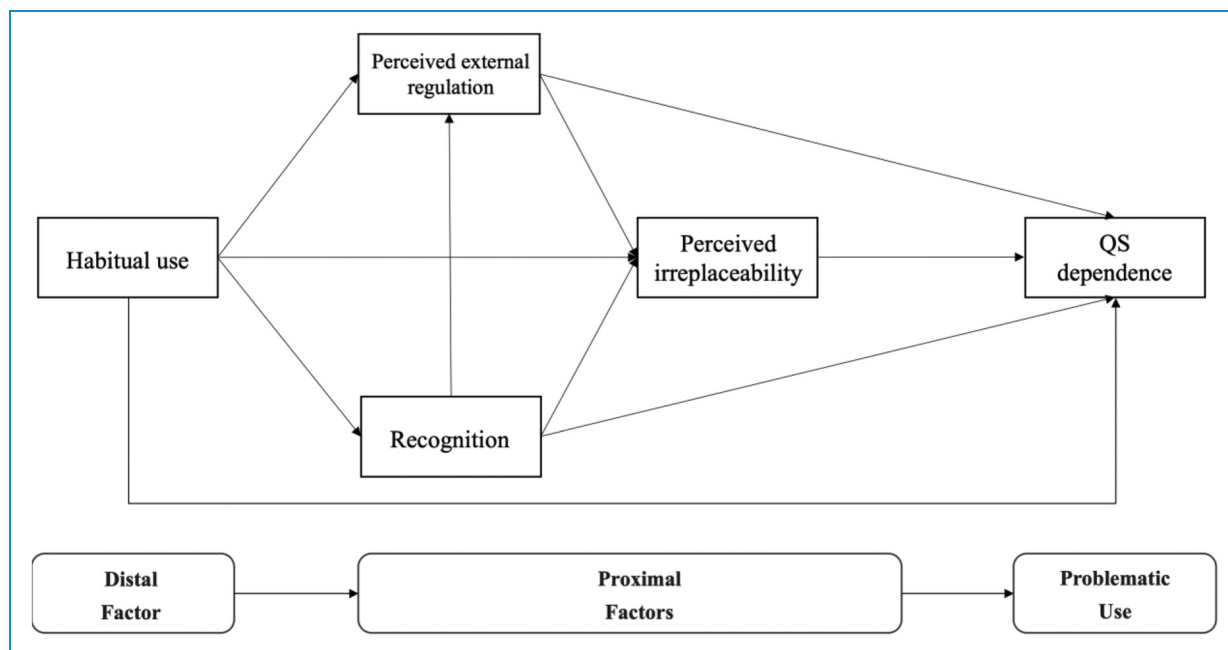 Perceived external
regulation
Habitual use
Perceived
irreplaceability
QS
dependence
Recognition
Distal
Factor
Proximal
Factors
Problematic
Use